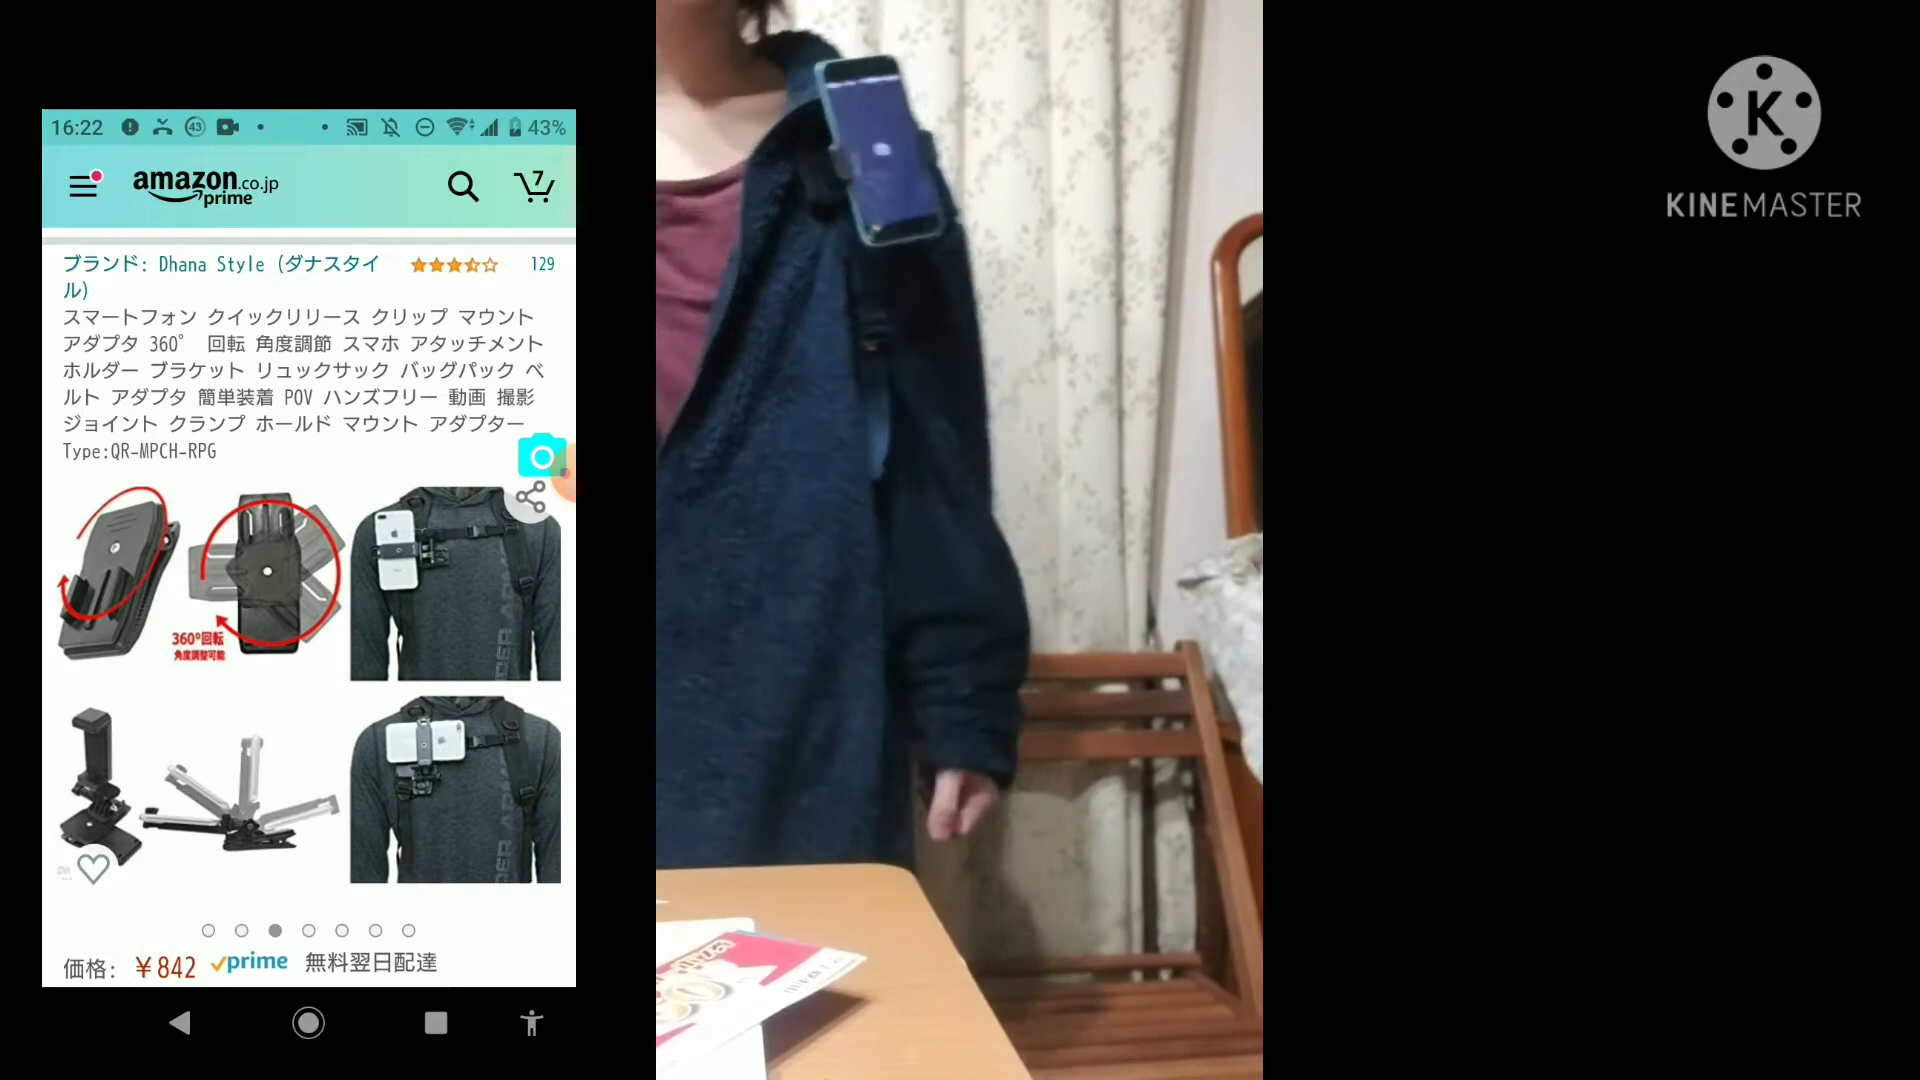 16:22
43
43%
amazon.co.jp
prime
7
ブランド: Dhana Style (ダナスタイ
ル)
129
スマートフォン クイックリリース クリップ マウント
アダプタ 360° 回転 角度調節 スマホ アタッチメント
ホルダー ブラケット リュックサック バッグパック ベ
ルト アダプタ 簡単装着 POV ハンズフリー 動画 撮影
ジョイント クランプ ホールド マウント アダプター
Type:QR-MPCH-RPG
360°回転
角度調整可能
価格: ¥842 prime 無料翌日配達
K
KINEMASTER